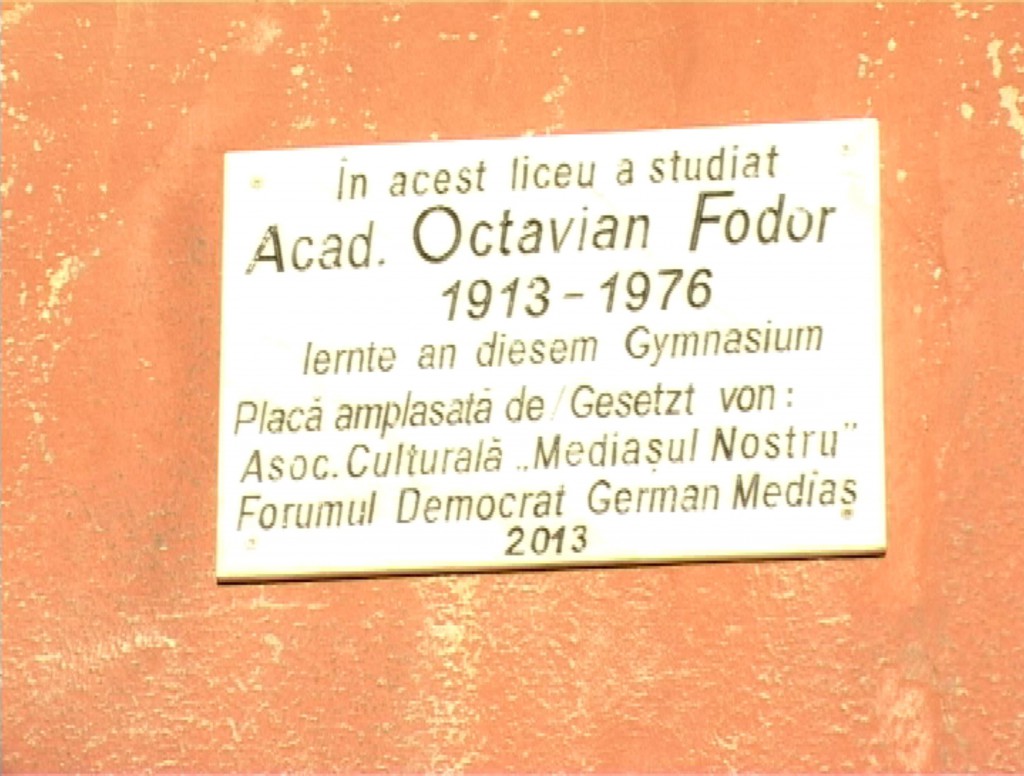 În acest liceu a studiat
Acad. Octavian Fodor
1913-1976
lernte an diesem Gymnasium
Placă amplasată de/Gesetzt von:
Asoc. Culturală „Mediașul Nostru”
Forumul Democrat German Mediaș
2013